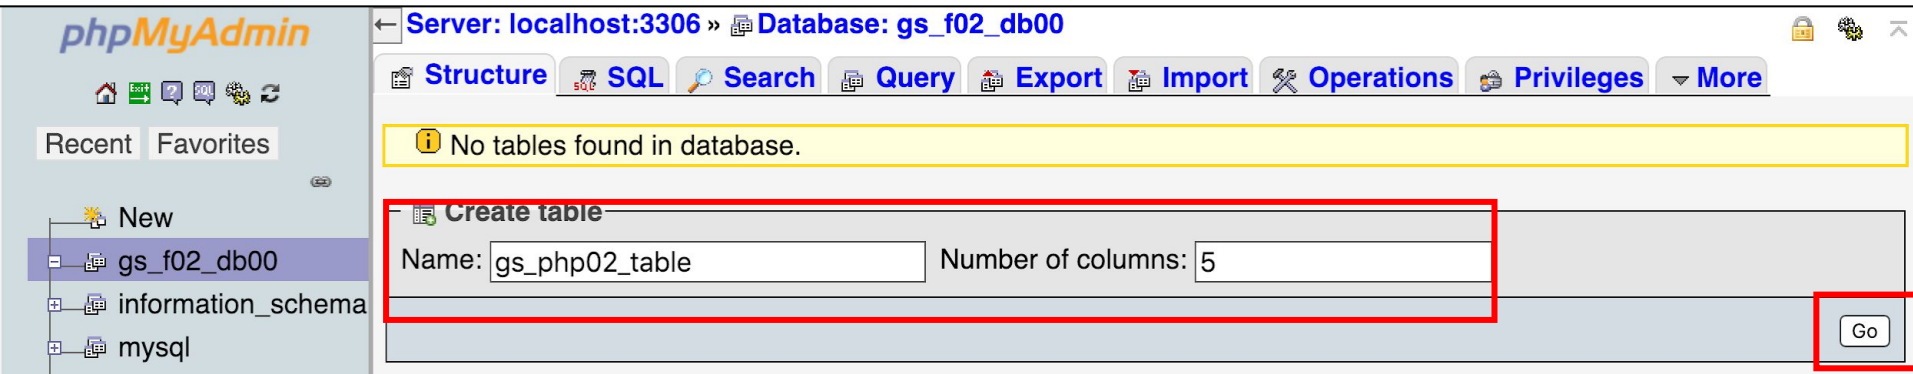 phpMyAdmin
Recent Favorites
New
gs_f02_db00
information_schema
mysql
Server: localhost:3306 » Database: gs_f02_db00
Structure SQL Search Query Export Import Operations Privileges More
No tables found in database.
Create table
Name: gs_php02_table Number of columns: 5
Go